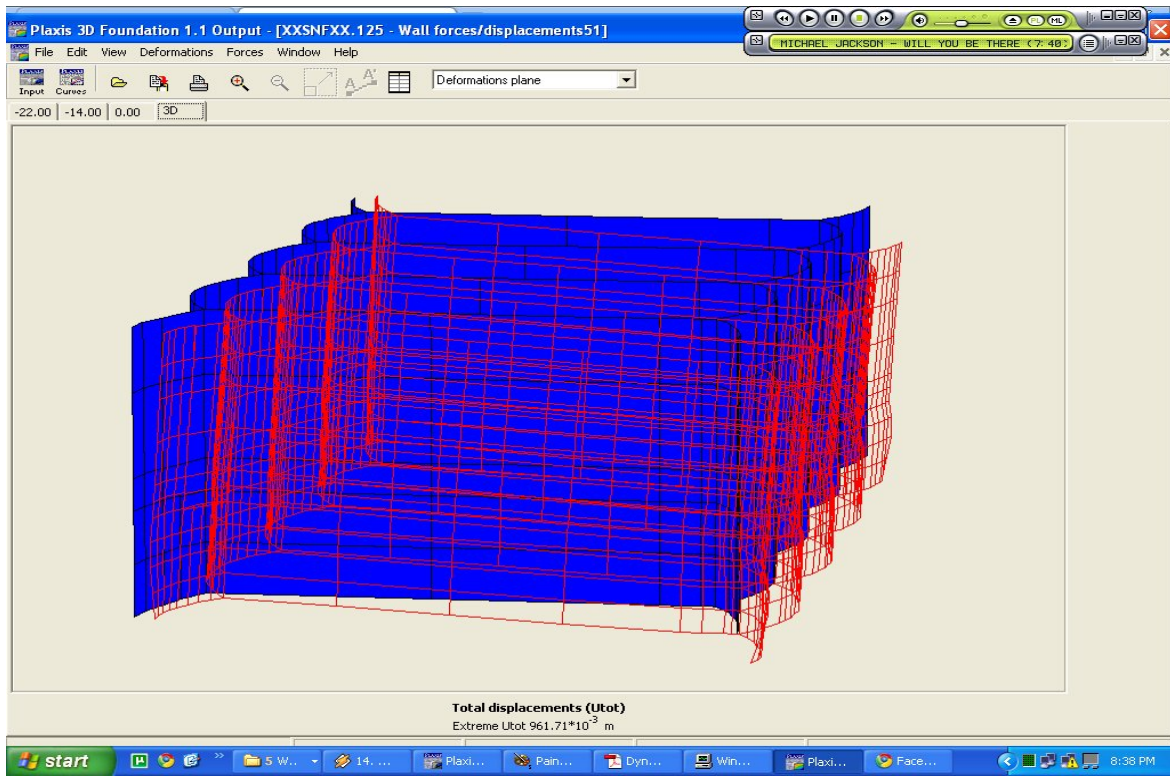 Plaxis 3D Foundation 1.1 Output - [XXSNFXX.125 - Wall forces/displacements51]
PL ML
MICHAEL JACKSON - WILL YOU BE THERE (7:40)
File Edit View Deformations Forces Window Help
Input Curves A A' Deformations plane
-22.00 -14.00 0.00 3D
Total displacements (Utot)
Extreme Utot 961.71*10-3 m
start 5 W... 14. ... Plaxi... Pain... Dyn... Win... Plaxi... Face... 8:38 PM